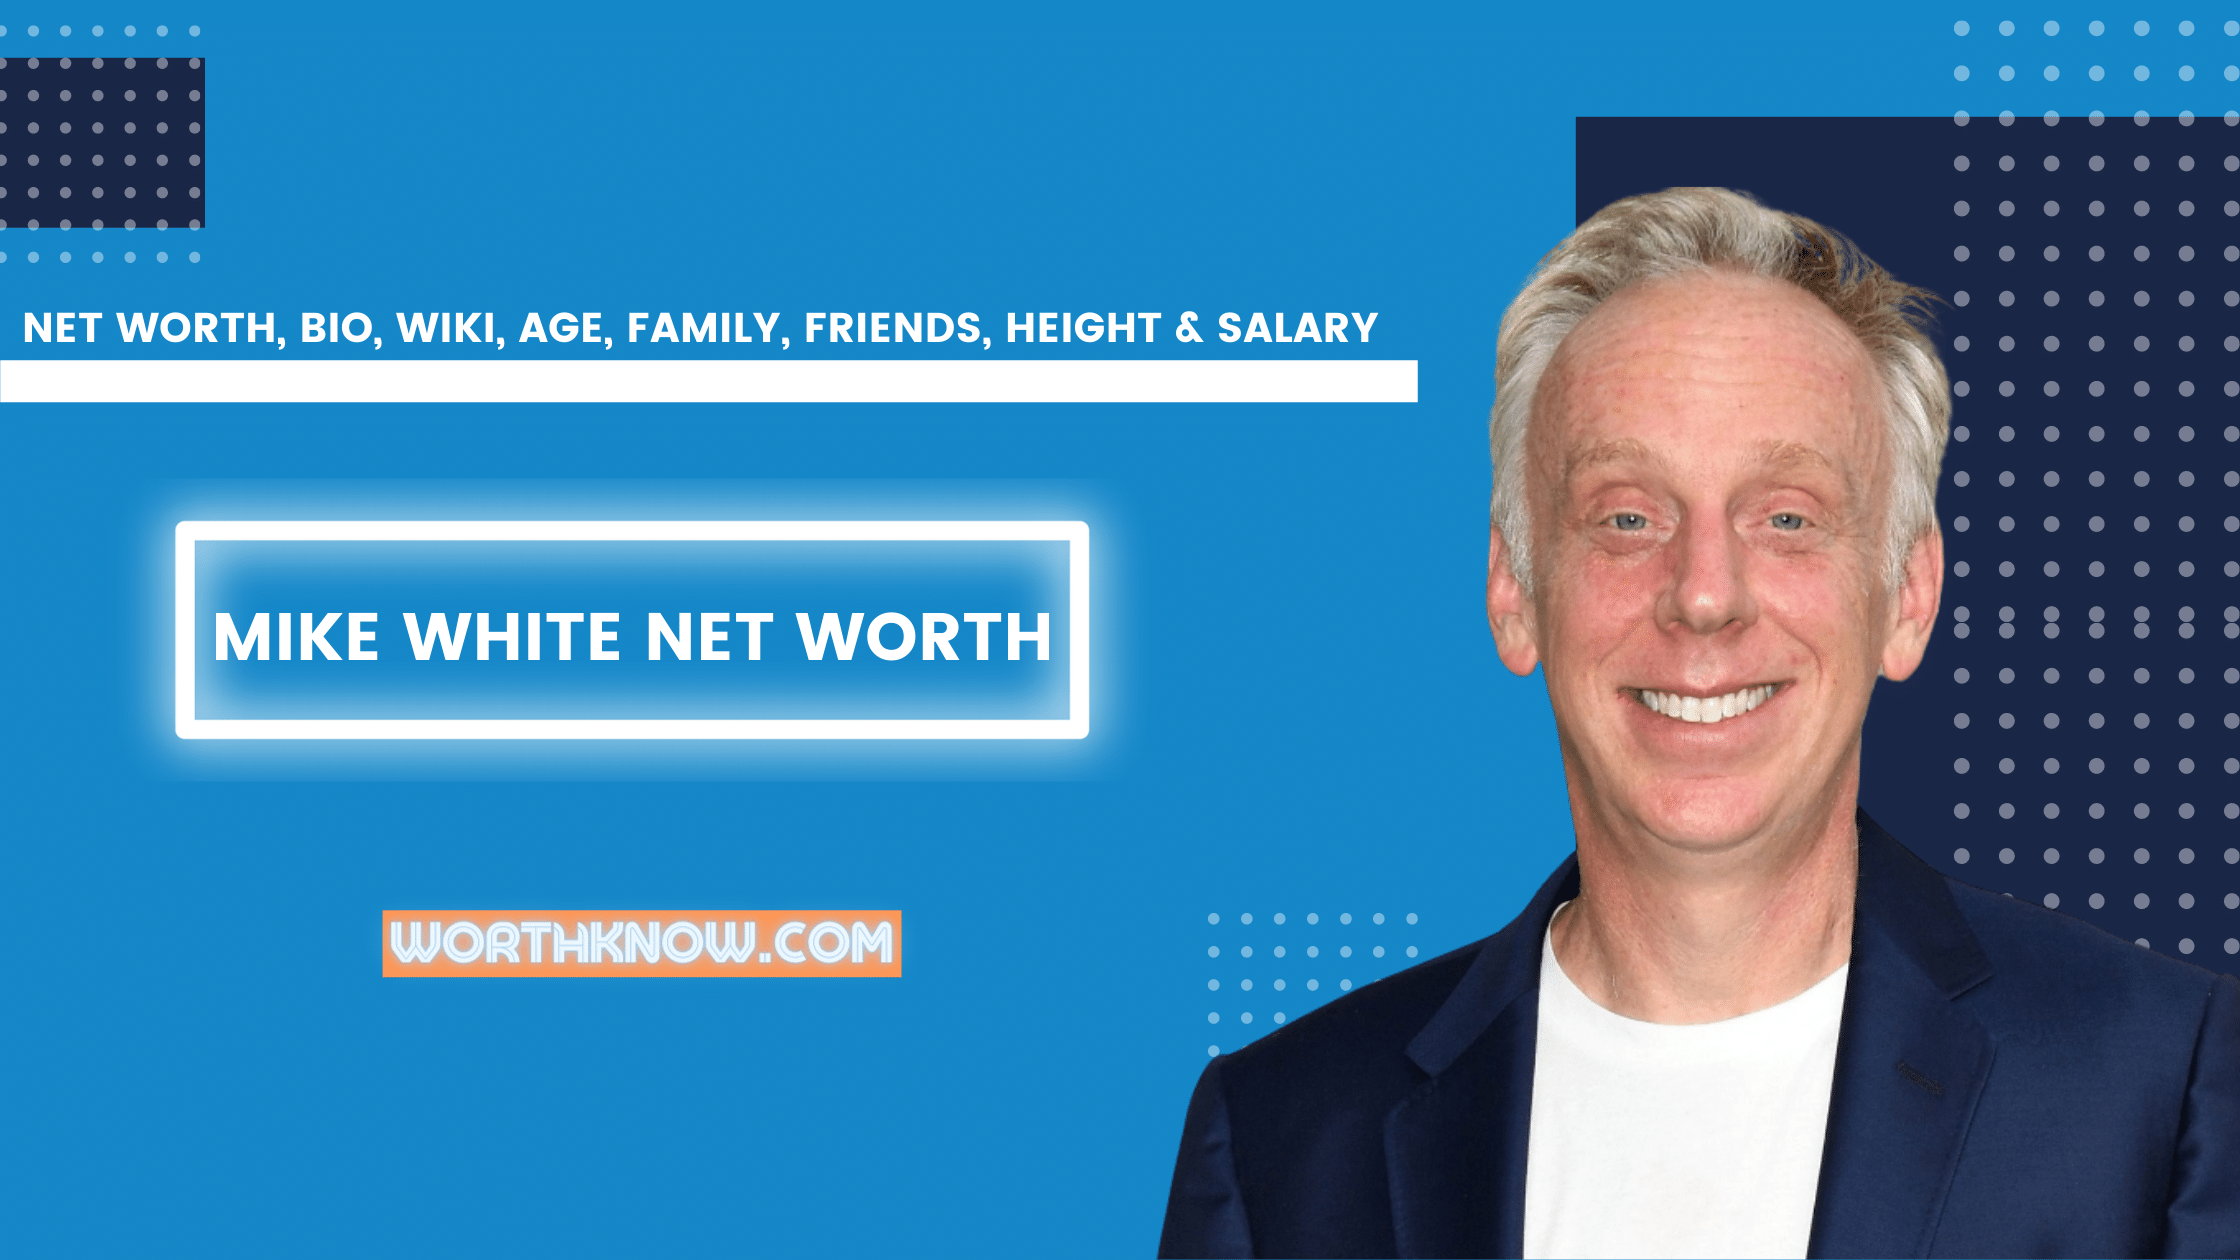 NET WORTH, BIO, WIKI, AGE, FAMILY, FRIENDS, HEIGHT & SALARY
MIKE WHITE NET WORTH
WORTHKNOW.COM